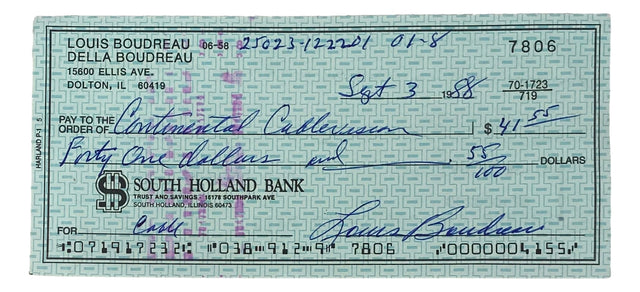 LOUIS BOUDREAU 06-58 25023-122201 01-8 7806
DELLA BOUDREAU
15600 ELLIS AVE.
DOLTON, IL 60419
Sept 3 1988 70-1723
719
PAY TO THE
ORDER OF Continental Cablevision $ 41 55
Forty One dollars and 55/100 DOLLARS
HARLAND P-1 5
SOUTH HOLLAND BANK
TRUST AND SAVINGS - 16178 SOUTHPARK AVE
SOUTH HOLLAND, ILLINOIS 60473
FOR Cable Louis Boudreau
⑆071917232⑆ ⑈038⑉912⑉9⑈ 7806 ⑈0000004155⑈